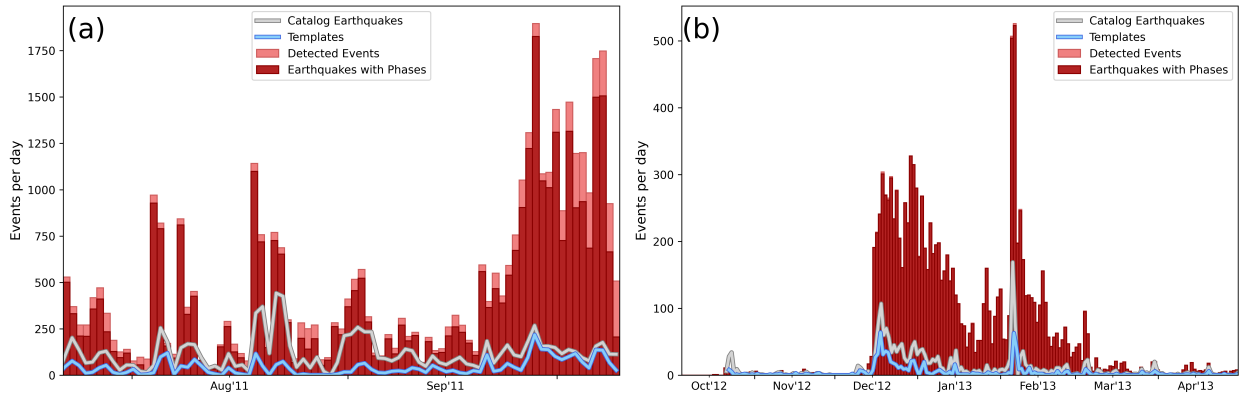 (a)
Catalog Earthquakes
Templates
Detected Events
Earthquakes with Phases
Events per day
1750
1500
1250
1000
750
500
250
0
Aug'11
Sep'11
(b)
Catalog Earthquakes
Templates
Detected Events
Earthquakes with Phases
Events per day
500
400
300
200
100
0
Oct'12
Nov'12
Dec'12
Jan'13
Feb'13
Mar'13
Apr'13